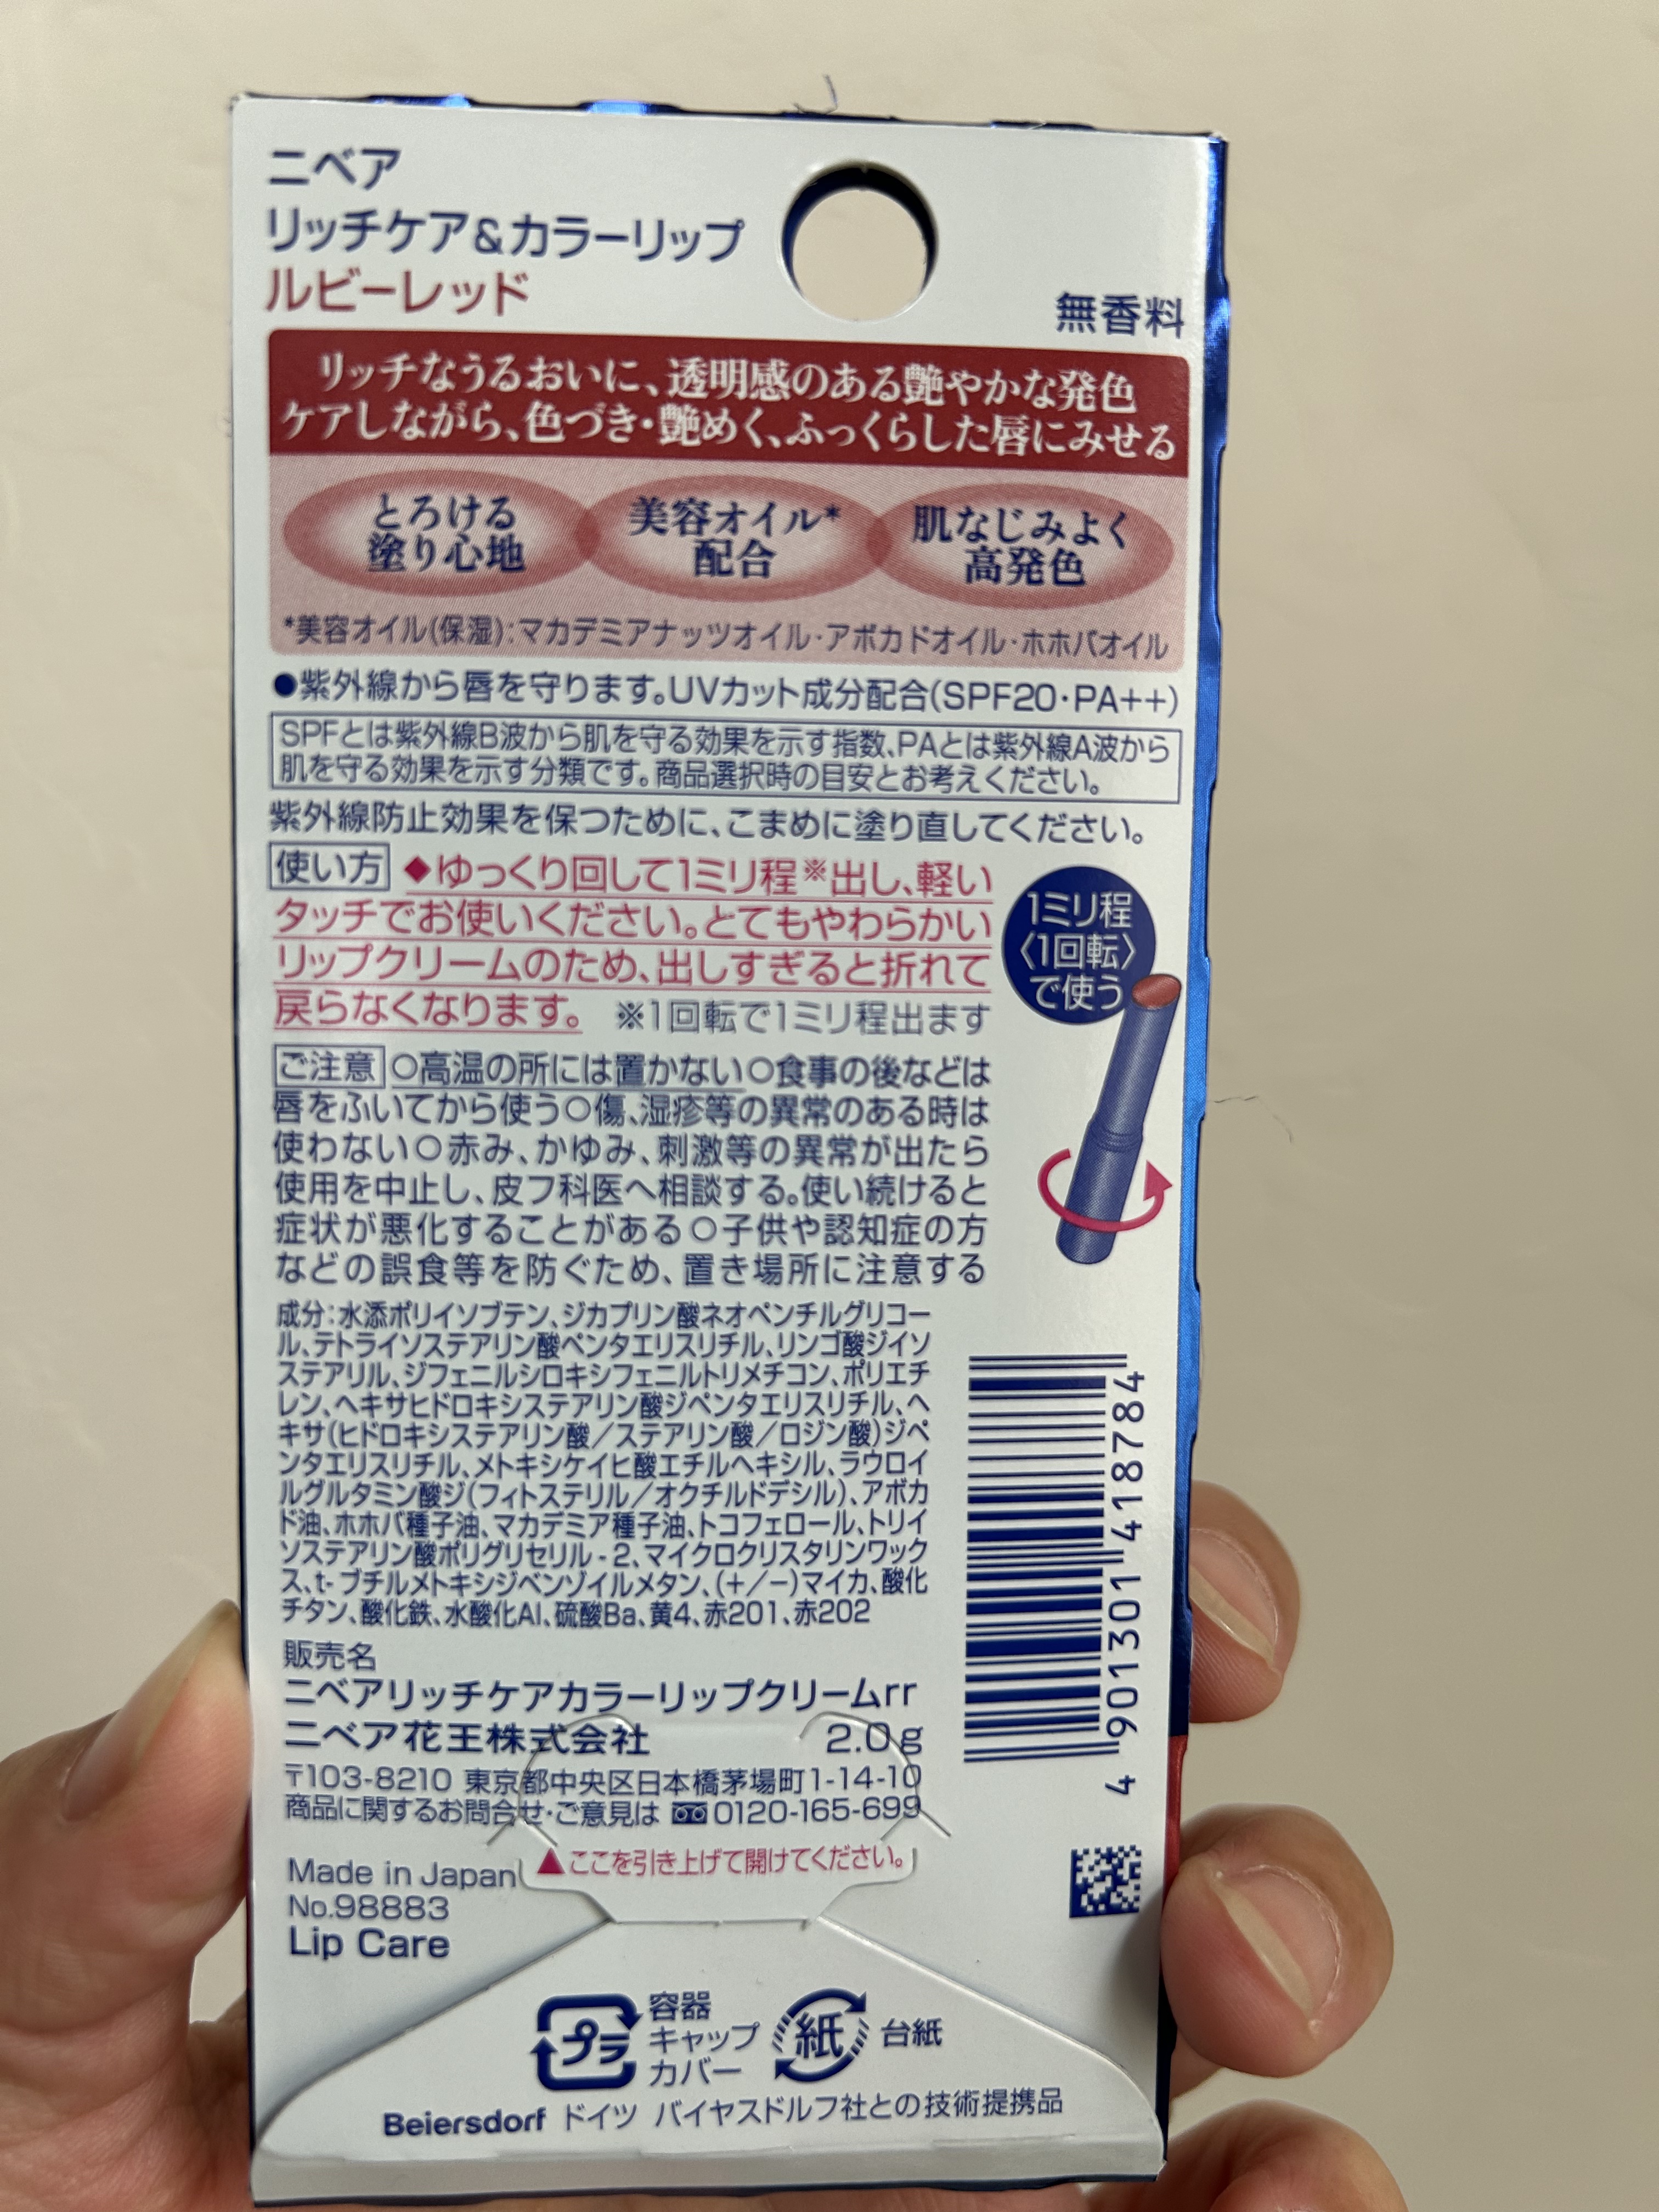 ニベア
リッチケア&カラーリップ
ルビーレッド
無香料
リッチなうるおいに、透明感のある艶やかな発色
ケアしながら、色づき・艶めく、ふっくらした唇にみせる
とろける
塗り心地
美容オイル*
配合
肌なじみよく
高発色
*美容オイル(保湿):マカデミアナッツオイル・アボカドオイル・ホホバオイル
●紫外線から唇を守ります。UVカット成分配合(SPF20・PA++)
SPFとは紫外線B波から肌を守る効果を示す指数、PAとは紫外線A波から
肌を守る効果を示す分類です。商品選択時の目安とお考えください。
紫外線防止効果を保つために、こまめに塗り直してください。
使い方 ◆ゆっくり回して1ミリ程※出し、軽い
タッチでお使いください。とてもやわらかい
リップクリームのため、出しすぎると折れて
戻らなくなります。 ※1回転で1ミリ程出ます
1ミリ程
〈1回転〉
で使う
ご注意 ○高温の所には置かない○食事の後などは
唇をふいてから使う○傷、湿疹等の異常のある時は
使わない○赤み、かゆみ、刺激等の異常が出たら
使用を中止し、皮フ科医へ相談する。使い続けると
症状が悪化することがある○子供や認知症の方
などの誤食等を防ぐため、置き場所に注意する
成分:水添ポリイソブテン、ジカプリン酸ネオペンチルグリコー
ル、テトライソステアリン酸ペンタエリスリチル、リンゴ酸ジイソ
ステアリル、ジフェニルシロキシフェニルトリメチコン、ポリエチ
レン、ヘキサヒドロキシステアリン酸ジペンタエリスリチル、ヘ
キサ(ヒドロキシステアリン酸/ステアリン酸/ロジン酸)ジペ
ンタエリスリチル、メトキシケイヒ酸エチルヘキシル、ラウロイ
ルグルタミン酸ジ(フィトステリル/オクチルドデシル)、アボカ
ド油、ホホバ種子油、マカデミア種子油、トコフェロール、トリイ
ソステアリン酸ポリグリセリル-2、マイクロクリスタリンワック
ス、t-ブチルメトキシジベンゾイルメタン、(+/−)マイカ、酸化
チタン、酸化鉄、水酸化Al、硫酸Ba、黄4、赤201、赤202
4 901301 418784
販売名
ニベアリッチケアカラーリップクリームrr
ニベア花王株式会社 2.0g
〒103-8210 東京都中央区日本橋茅場町1-14-10
商品に関するお問合せ・ご意見は 0120-165-699
▲ここを引き上げて開けてください。
Made in Japan
No.98883
Lip Care
プラ
容器
キャップ
カバー
紙
台紙
Beiersdorf ドイツ バイヤスドルフ社との技術提携品